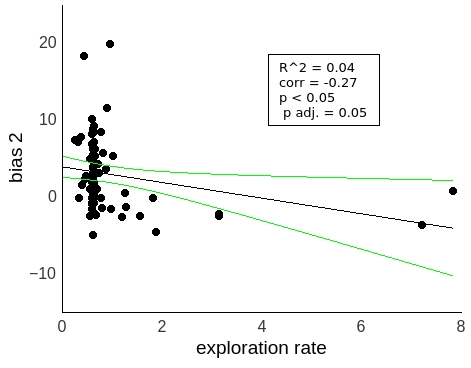 20
10
0
−10
bias 2
R^2 = 0.04
corr = -0.27
p < 0.05
p adj. = 0.05
0 2 4 6 8
exploration rate